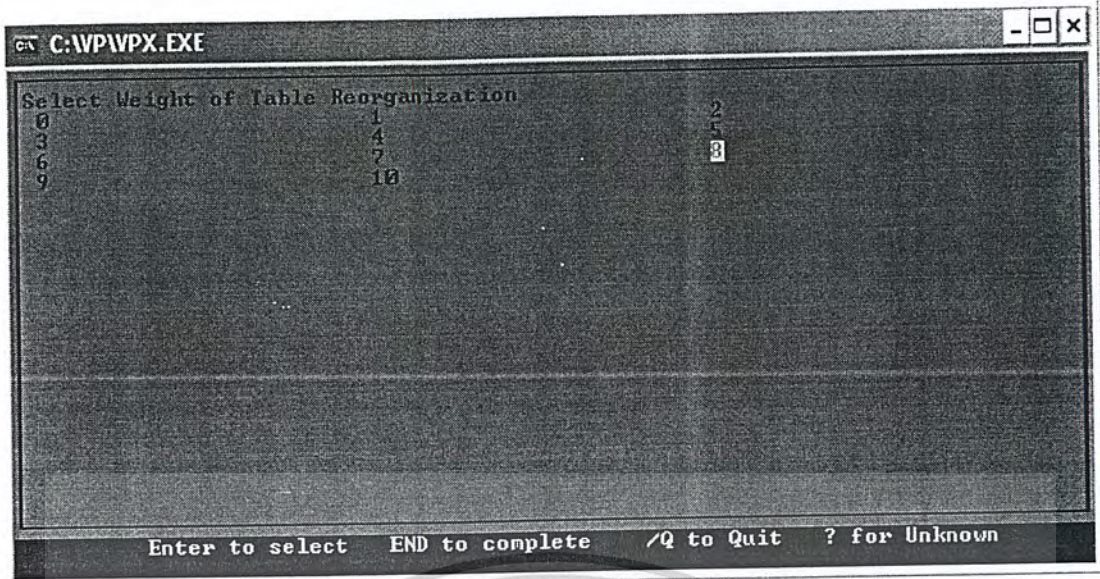 C:\VP\VPX.EXE
Select Weight of Table Reorganization
0 1 2
3 4 5
6 7 8
9 10
Enter to select END to complete /Q to Quit ? for Unknown